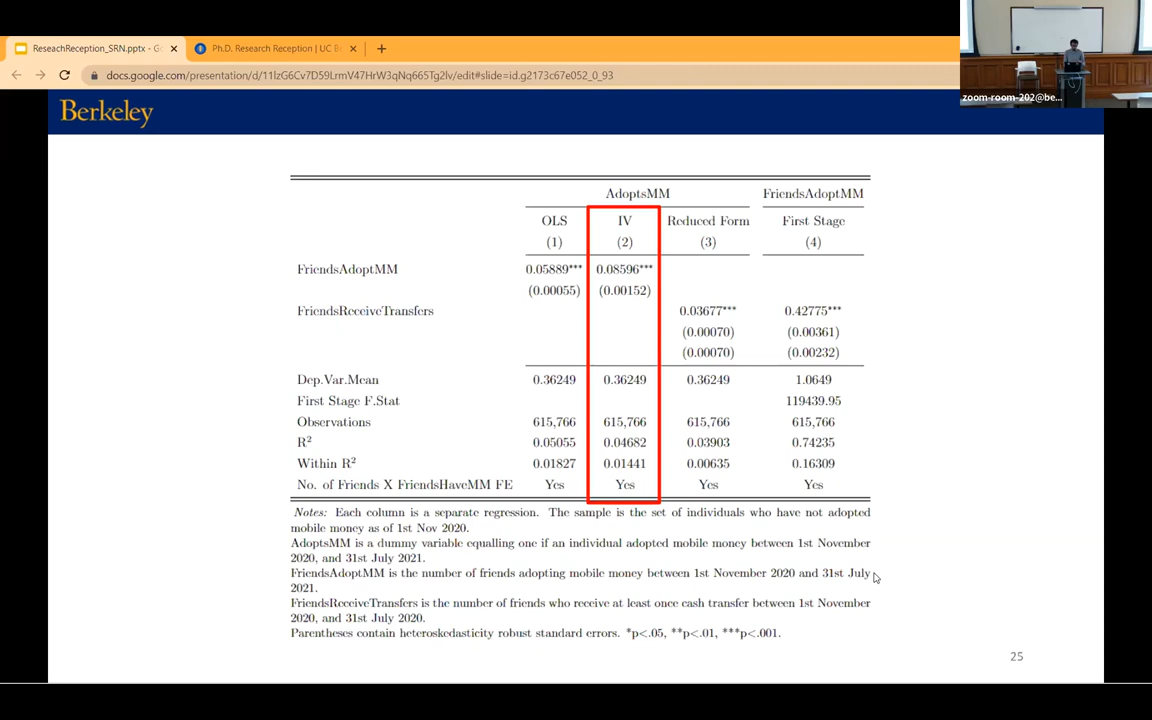 ReseachReception_SRN.pptx - Go
Ph.D. Research Reception | UC B
docs.google.com/presentation/d/11lzG6Cv7D59LrmV47HrW3qNq665Tg2lv/edit#slide=id.g2173c67e052_0_93
zoom-room-202@be...
Berkeley
AdoptsMM FriendsAdoptMM
OLS IV Reduced Form First Stage
(1) (2) (3) (4)
FriendsAdoptMM 0.05889*** 0.08596***
(0.00055) (0.00152)
FriendsReceiveTransfers 0.03677*** 0.42775***
(0.00070) (0.00361)
(0.00070) (0.00232)
Dep.Var.Mean 0.36249 0.36249 0.36249 1.0649
First Stage F.Stat 119439.95
Observations 615,766 615,766 615,766 615,766
R2 0.05055 0.04682 0.03903 0.74235
Within R2 0.01827 0.01441 0.00635 0.16309
No. of Friends X FriendsHaveMM FE Yes Yes Yes Yes
Notes: Each column is a separate regression. The sample is the set of individuals who have not adopted
mobile money as of 1st Nov 2020.
AdoptsMM is a dummy variable equalling one if an individual adopted mobile money between 1st November
2020, and 31st July 2021.
FriendsAdoptMM is the number of friends adopting mobile money between 1st November 2020 and 31st July
2021.
FriendsReceiveTransfers is the number of friends who receive at least once cash transfer between 1st November
2020, and 31st July 2020.
Parentheses contain heteroskedasticity robust standard errors. *p<.05, **p<.01, ***p<.001.
25